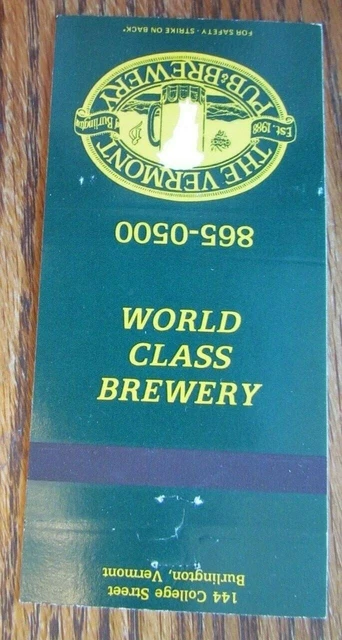 FOR SAFETY - STRIKE ON BACK*
THE VERMONT
PUB & BREWERY
Est. 1988
of Burlington
865-0500
WORLD
CLASS
BREWERY
144 College Street
Burlington, Vermont